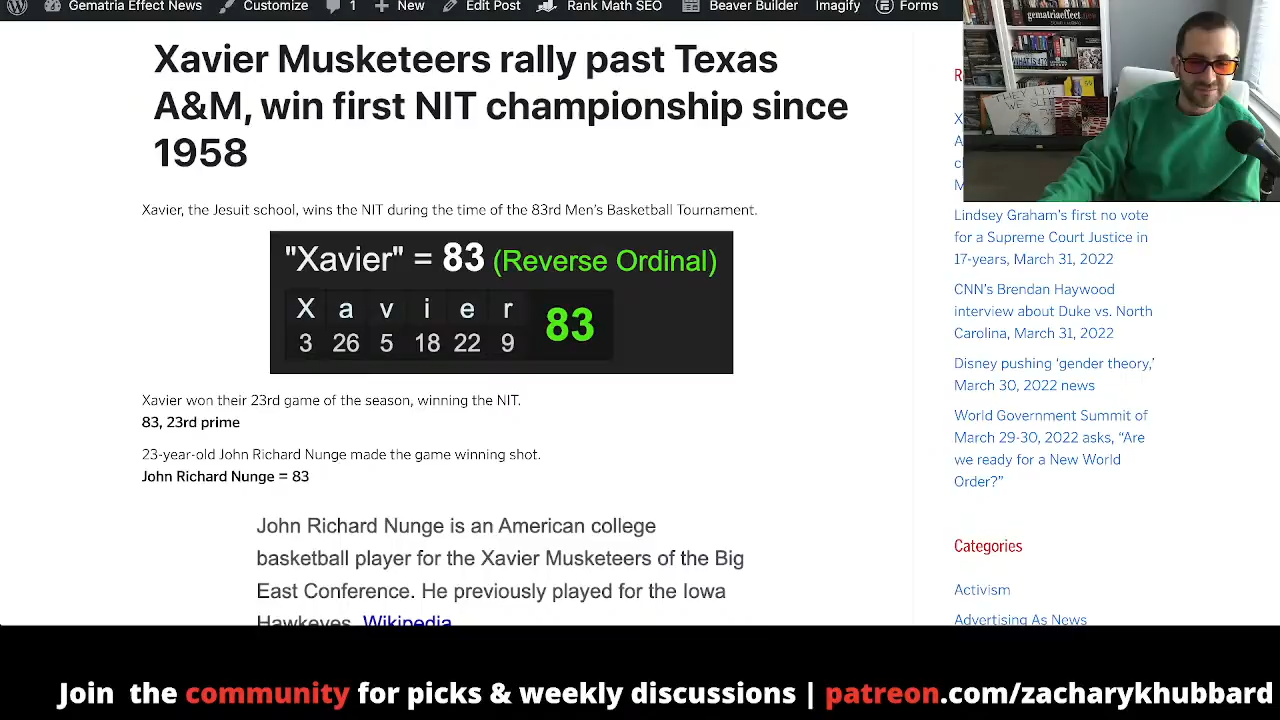 Gematria Effect News Customize 1 New Edit Post Rank Math SEO Beaver Builder Imagify Forms
Xavier Musketeers rally past Texas
A&M, win first NIT championship since
1958
Xavier, the Jesuit school, wins the NIT during the time of the 83rd Men's Basketball Tournament.
"Xavier" = 83 (Reverse Ordinal)
X a v i e r 83
3 26 5 18 22 9
Xavier won their 23rd game of the season, winning the NIT.
83, 23rd prime
23-year-old John Richard Nunge made the game winning shot.
John Richard Nunge = 83
John Richard Nunge is an American college
basketball player for the Xavier Musketeers of the Big
East Conference. He previously played for the Iowa
Hawkeyes. Wikipedia
gematriaeffect.news
THEY LIVE
WE SLEEP
Lindsey Graham's first no vote
for a Supreme Court Justice in
17-years, March 31, 2022
CNN's Brendan Haywood
interview about Duke vs. North
Carolina, March 31, 2022
Disney pushing 'gender theory,'
March 30, 2022 news
World Government Summit of
March 29-30, 2022 asks, "Are
we ready for a New World
Order?"
Categories
Activism
Advertising As News
Join the community for picks & weekly discussions | patreon.com/zacharykhubbard